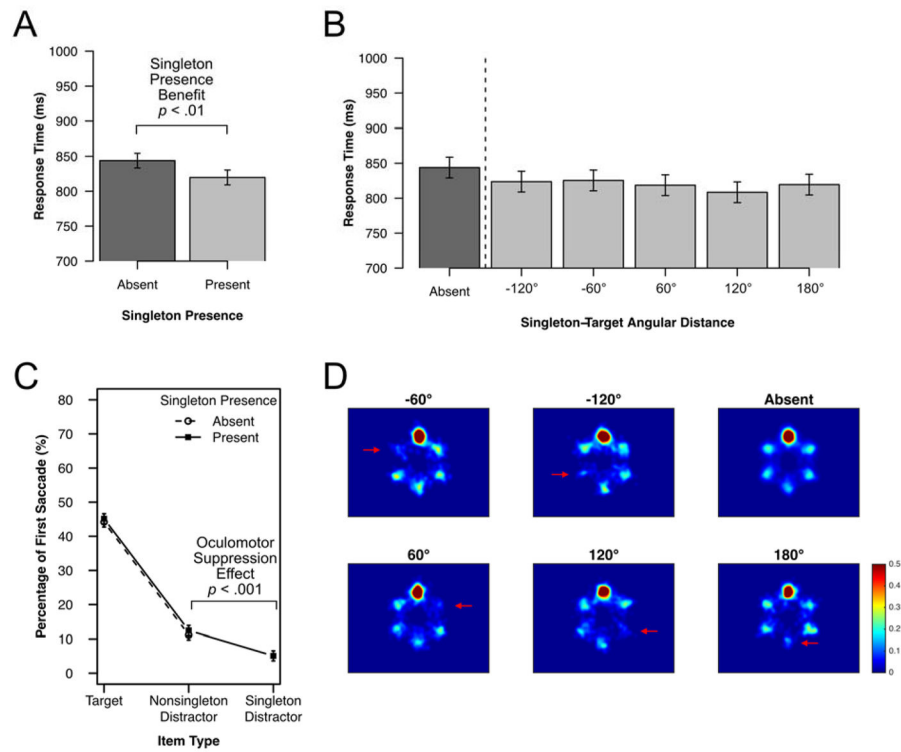 A
1000
950
900
850
800
750
700
Response Time (ms)
Singleton
Presence
Benefit
p < .01
Absent
Present
Singleton Presence
B
1000
950
900
850
800
750
700
Response Time (ms)
Absent
-120°
-60°
60°
120°
180°
Singleton–Target Angular Distance
C
80
70
60
50
40
30
20
10
0
Percentage of First Saccade (%)
Singleton Presence
Absent
Present
Oculomotor
Suppression
Effect
p < .001
Target
Nonsingleton
Distractor
Singleton
Distractor
Item Type
D
-60°
-120°
Absent
60°
120°
180°
0.5
0.4
0.3
0.2
0.1
0